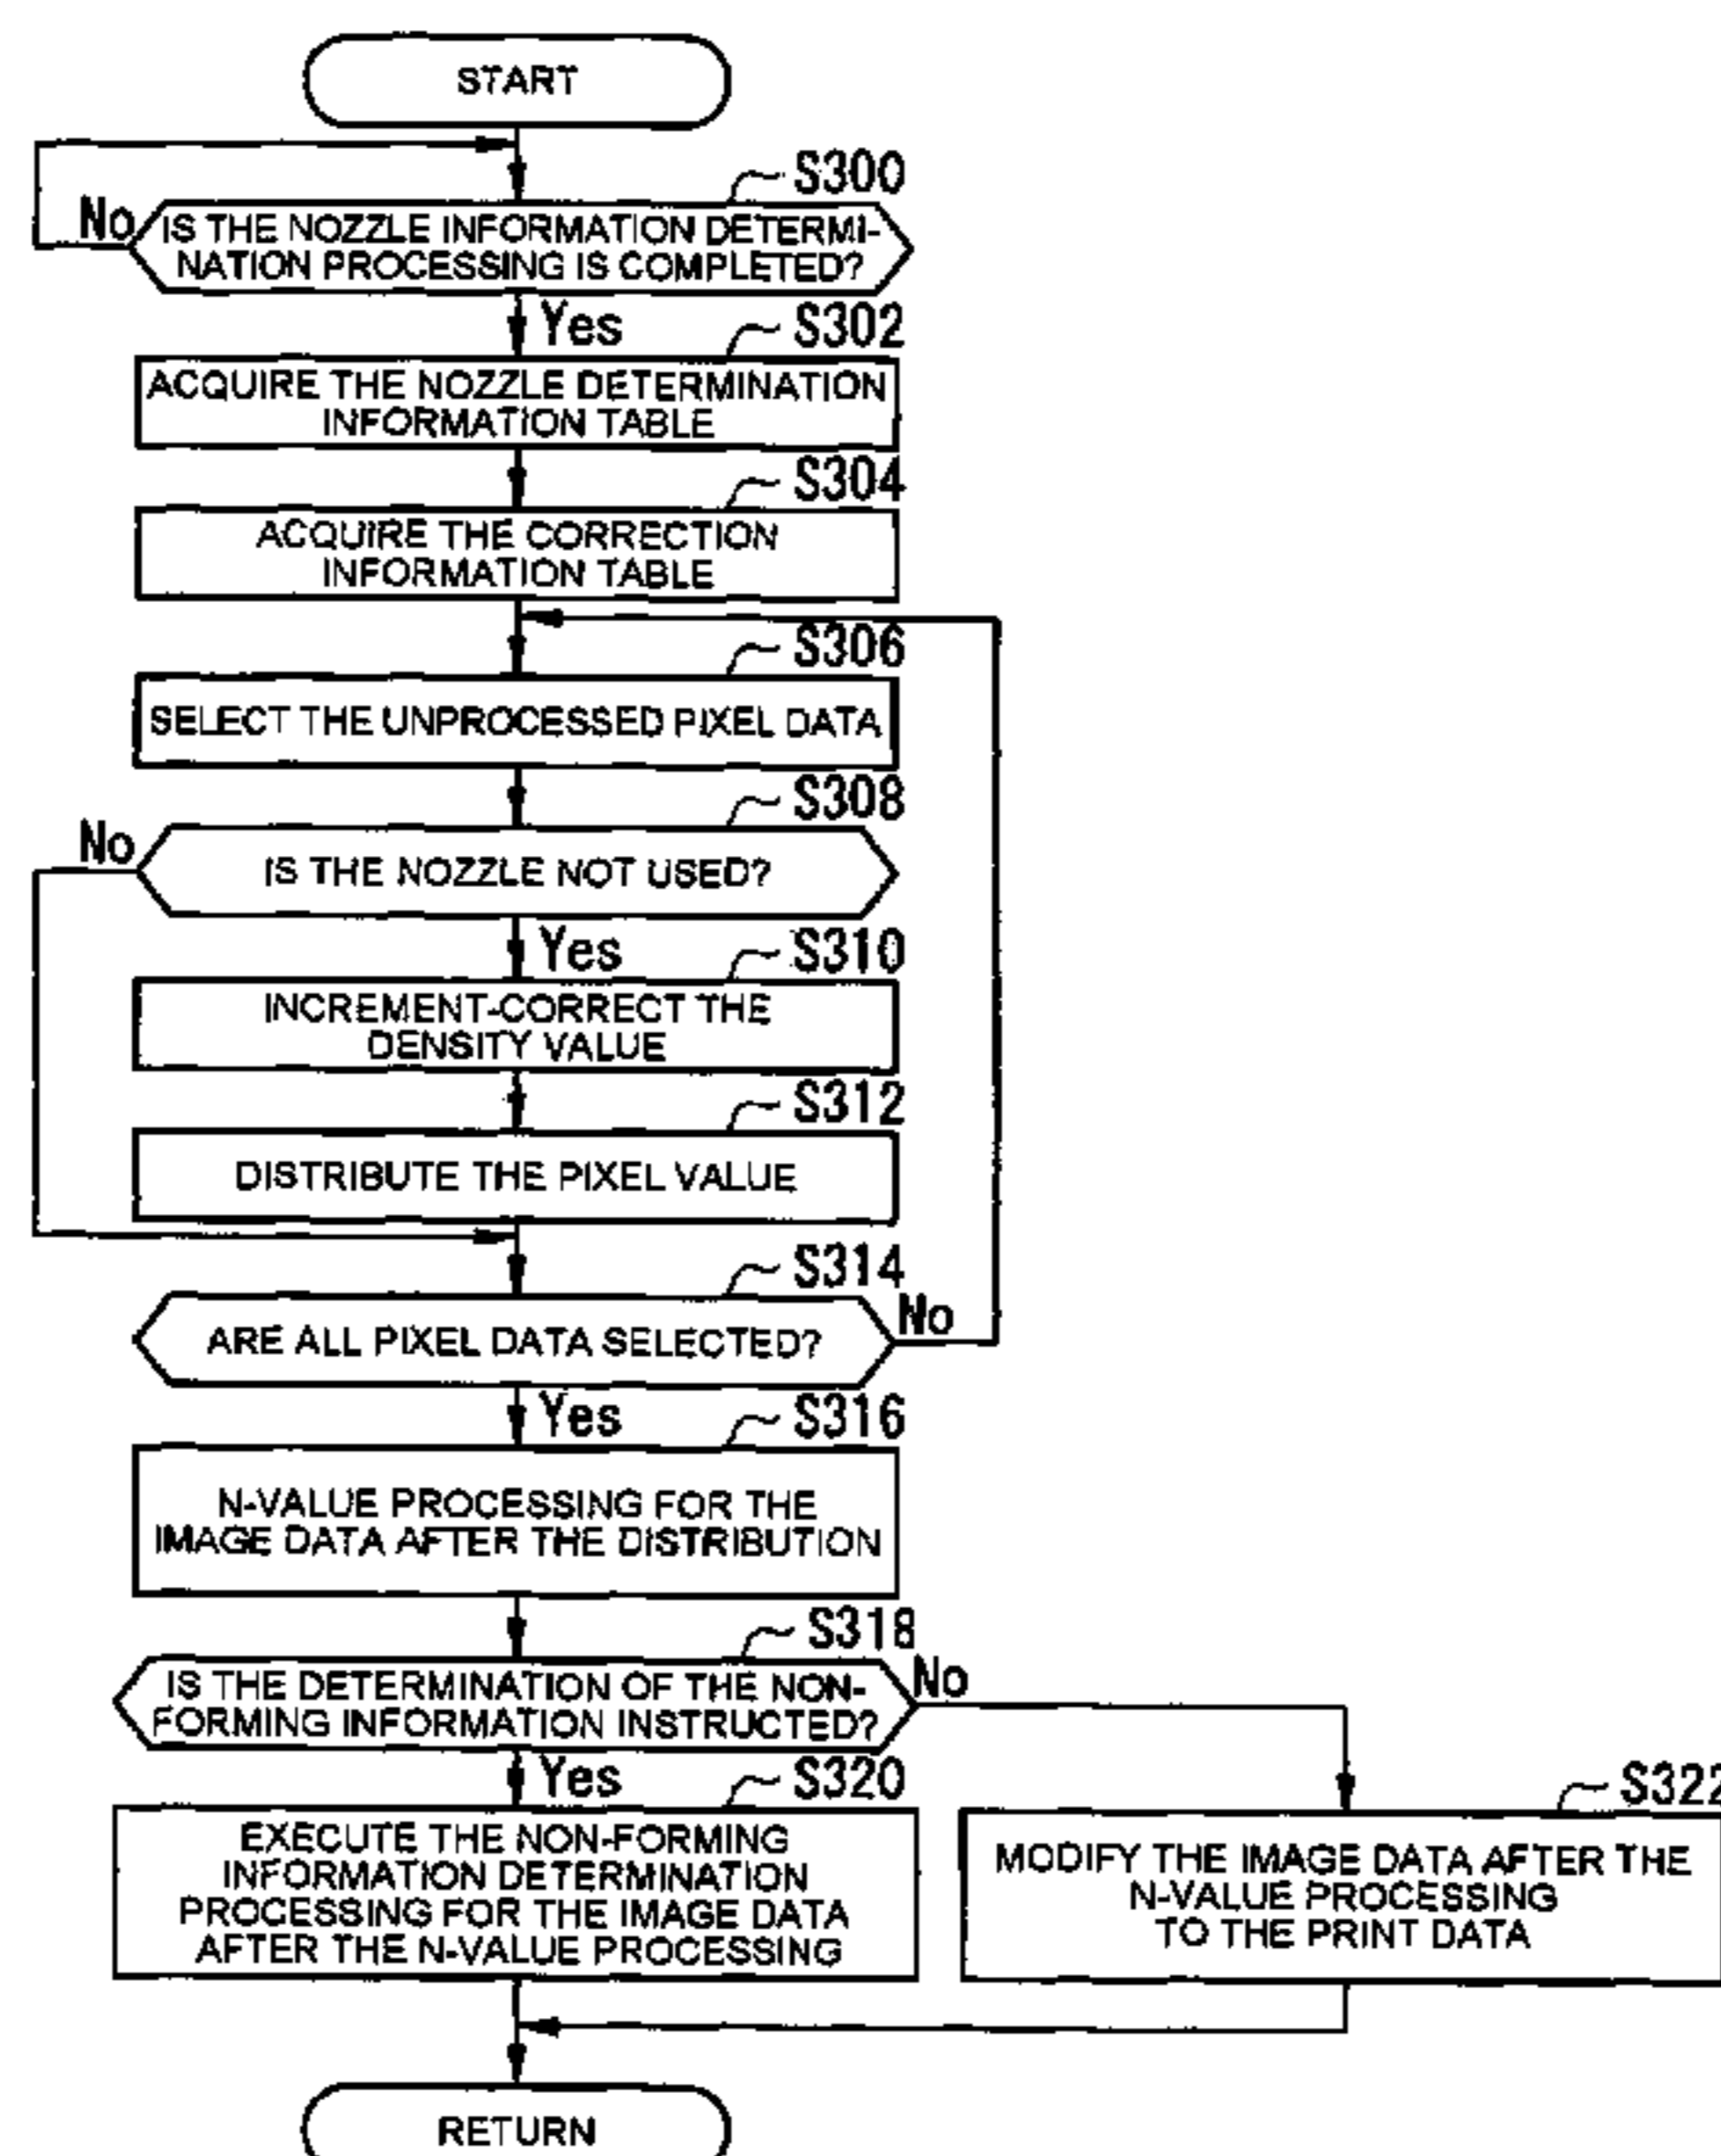 START
S300
No
IS THE NOZZLE INFORMATION DETERMI-
NATION PROCESSING IS COMPLETED?
Yes
S302
ACQUIRE THE NOZZLE DETERMINATION
INFORMATION TABLE
S304
ACQUIRE THE CORRECTION
INFORMATION TABLE
S306
SELECT THE UNPROCESSED PIXEL DATA
S308
No
IS THE NOZZLE NOT USED?
Yes
S310
INCREMENT-CORRECT THE
DENSITY VALUE
S312
DISTRIBUTE THE PIXEL VALUE
S314
ARE ALL PIXEL DATA SELECTED?
No
Yes
S316
N-VALUE PROCESSING FOR THE
IMAGE DATA AFTER THE DISTRIBUTION
S318
IS THE DETERMINATION OF THE NON-
FORMING INFORMATION INSTRUCTED?
No
Yes
S320
EXECUTE THE NON-FORMING
INFORMATION DETERMINATION
PROCESSING FOR THE IMAGE DATA
AFTER THE N-VALUE PROCESSING
S322
MODIFY THE IMAGE DATA AFTER THE
N-VALUE PROCESSING
TO THE PRINT DATA
RETURN